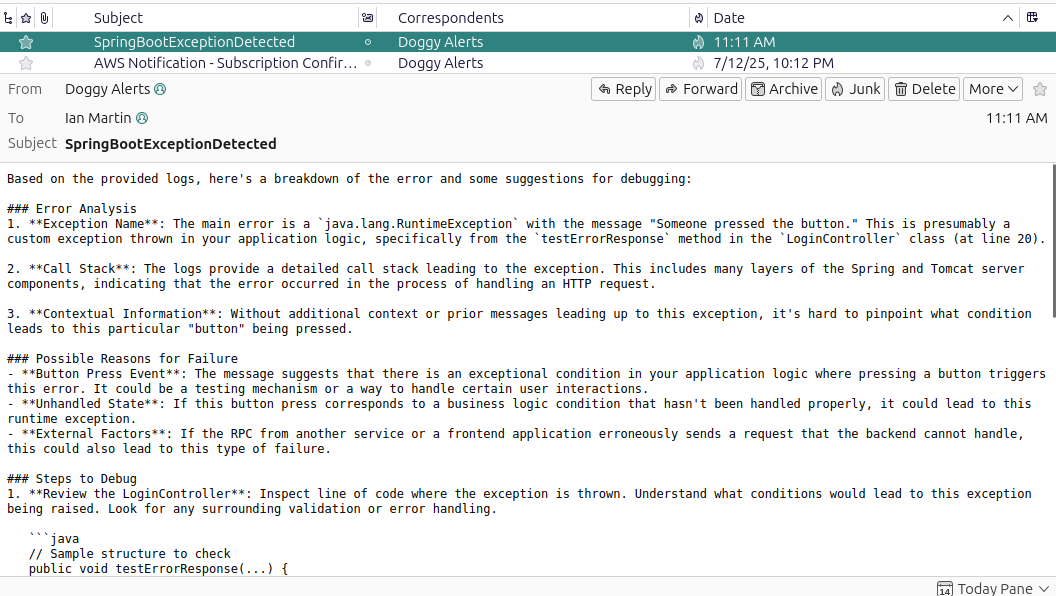 Subject Correspondents Date
SpringBootExceptionDetected Doggy Alerts 11:11 AM
AWS Notification - Subscription Confir… Doggy Alerts 7/12/25, 10:12 PM
From Doggy Alerts Reply Forward Archive Junk Delete More
To Ian Martin 11:11 AM
Subject SpringBootExceptionDetected
Based on the provided logs, here's a breakdown of the error and some suggestions for debugging:
### Error Analysis
1. **Exception Name**: The main error is a `java.lang.RuntimeException` with the message "Someone pressed the button." This is presumably a
custom exception thrown in your application logic, specifically from the `testErrorResponse` method in the `LoginController` class (at line 20).
2. **Call Stack**: The logs provide a detailed call stack leading to the exception. This includes many layers of the Spring and Tomcat server
components, indicating that the error occurred in the process of handling an HTTP request.
3. **Contextual Information**: Without additional context or prior messages leading up to this exception, it's hard to pinpoint what condition
leads to this particular "button" being pressed.
### Possible Reasons for Failure
- **Button Press Event**: The message suggests that there is an exceptional condition in your application logic where pressing a button triggers
this error. It could be a testing mechanism or a way to handle certain user interactions.
- **Unhandled State**: If this button press corresponds to a business logic condition that hasn't been handled properly, it could lead to this
runtime exception.
- **External Factors**: If the RPC from another service or a frontend application erroneously sends a request that the backend cannot handle,
this could also lead to this type of failure.
### Steps to Debug
1. **Review the LoginController**: Inspect line of code where the exception is thrown. Understand what conditions would lead to this exception
being raised. Look for any surrounding validation or error handling.
```java
// Sample structure to check
public void testErrorResponse(...) {
14 Today Pane